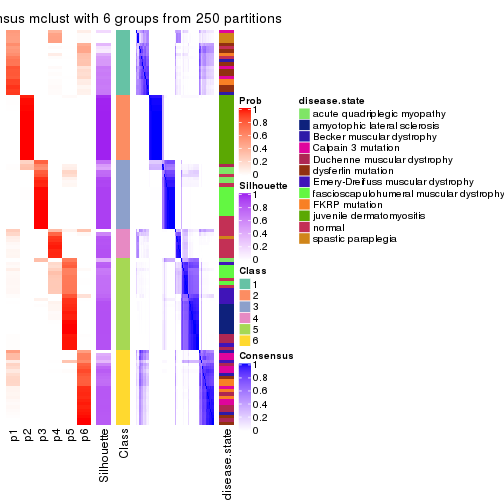 nsus mclust with 6 groups from 250 partitions
Prob
1
0.8
0.6
0.4
0.2
0
Silhouette
1
0.8
0.6
0.4
0.2
0
Class
1
2
3
4
5
6
Consensus
1
0.8
0.6
0.4
0.2
0
disease.state
acute quadriplegic myopathy
amyotophic lateral sclerosis
Becker muscular dystrophy
Calpain 3 mutation
Duchenne muscular dystrophy
dysferlin mutation
Emery-Dreifuss muscular dystrophy
fascioscapulohumeral muscular dystrophy
FKRP mutation
juvenile dermatomyositis
normal
spastic paraplegia
p1
p2
p3
p4
p5
p6
Silhouette
Class
disease.state